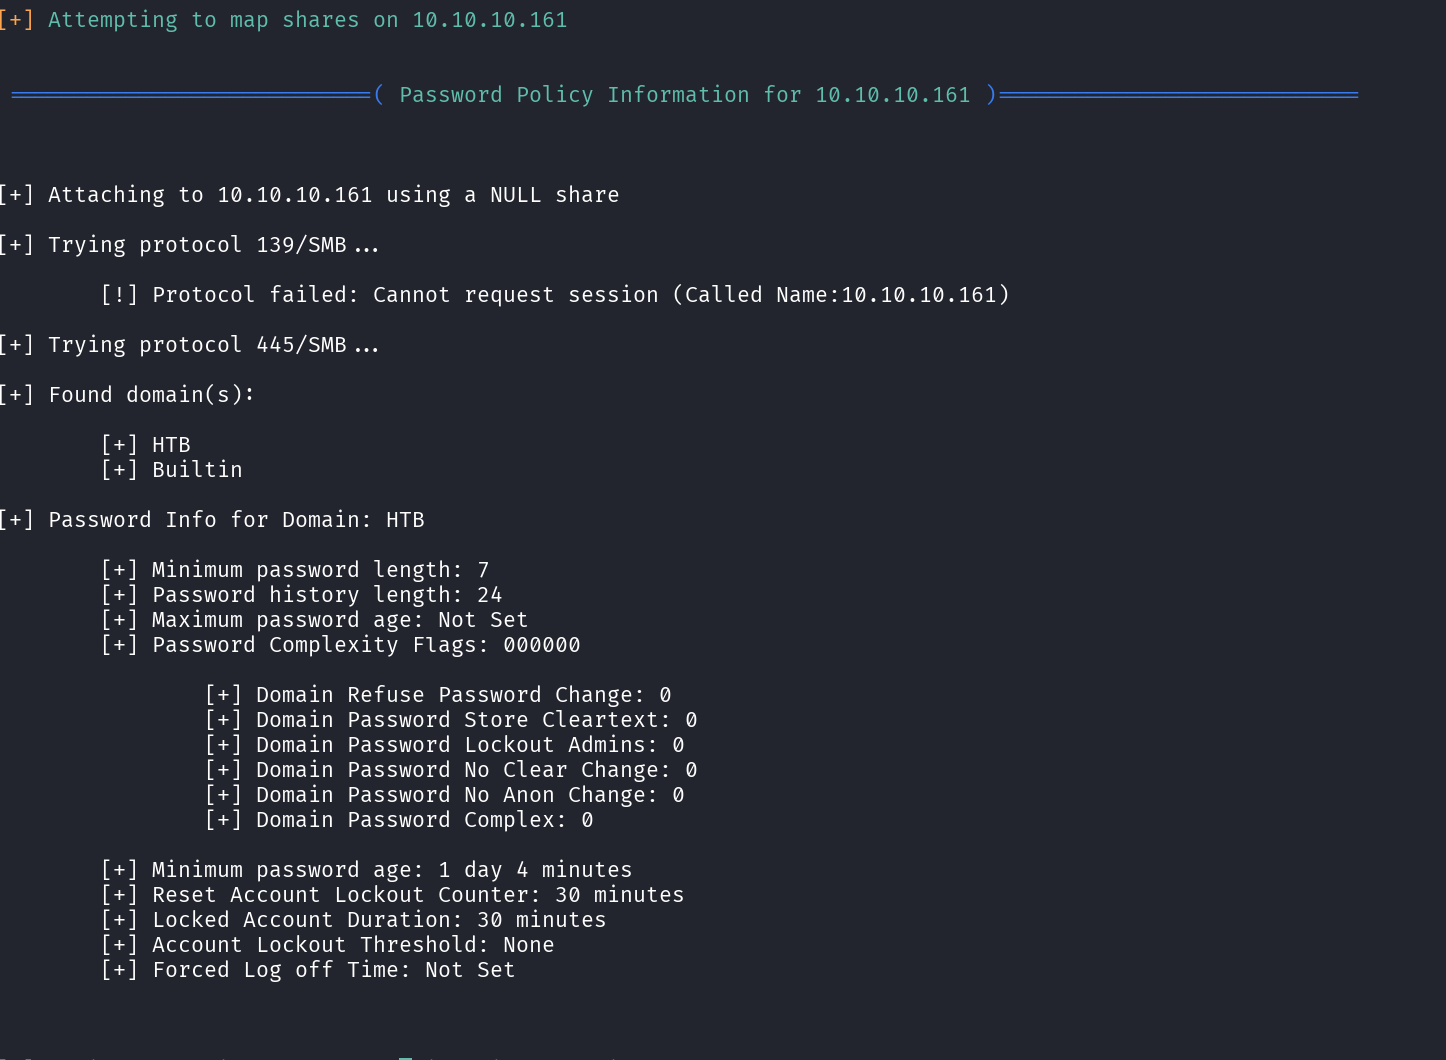 [+] Attempting to map shares on 10.10.10.161
( Password Policy Information for 10.10.10.161 )
[+] Attaching to 10.10.10.161 using a NULL share
[+] Trying protocol 139/SMB...
[!] Protocol failed: Cannot request session (Called Name:10.10.10.161)
[+] Trying protocol 445/SMB...
[+] Found domain(s):
[+] HTB
[+] Builtin
[+] Password Info for Domain: HTB
[+] Minimum password length: 7
[+] Password history length: 24
[+] Maximum password age: Not Set
[+] Password Complexity Flags: 000000
[+] Domain Refuse Password Change: 0
[+] Domain Password Store Cleartext: 0
[+] Domain Password Lockout Admins: 0
[+] Domain Password No Clear Change: 0
[+] Domain Password No Anon Change: 0
[+] Domain Password Complex: 0
[+] Minimum password age: 1 day 4 minutes
[+] Reset Account Lockout Counter: 30 minutes
[+] Locked Account Duration: 30 minutes
[+] Account Lockout Threshold: None
[+] Forced Log off Time: Not Set